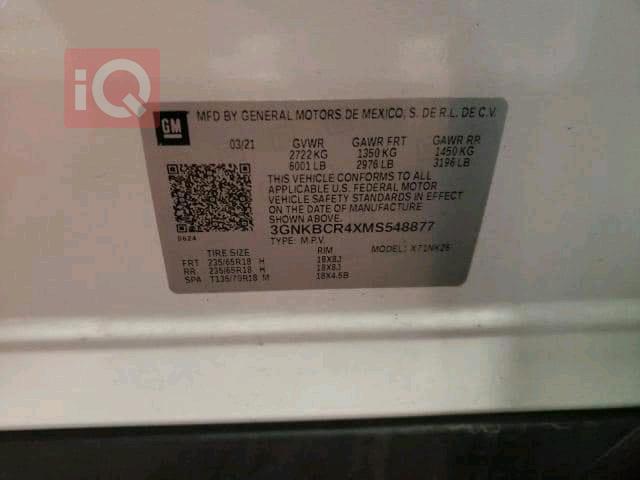 iQ
GM
MFD BY GENERAL MOTORS DE MEXICO, S. DE R.L. DE C.V.
03/21 GVWR GAWR FRT GAWR RR
2722 KG 1350 KG 1450 KG
6001 LB 2976 LB 3196 LB
THIS VEHICLE CONFORMS TO ALL
APPLICABLE U.S. FEDERAL MOTOR
VEHICLE SAFETY STANDARDS IN EFFECT
ON THE DATE OF MANUFACTURE SHOWN ABOVE.
3GNKBCR4XMS548877
0624 TYPE: M.P.V. MODEL: X71NK26
TIRE SIZE RIM
FRT 235/65R18 H 18X8J
RR 235/65R18 H 18X8J
SPA T135/70R18 M 18X4.5B